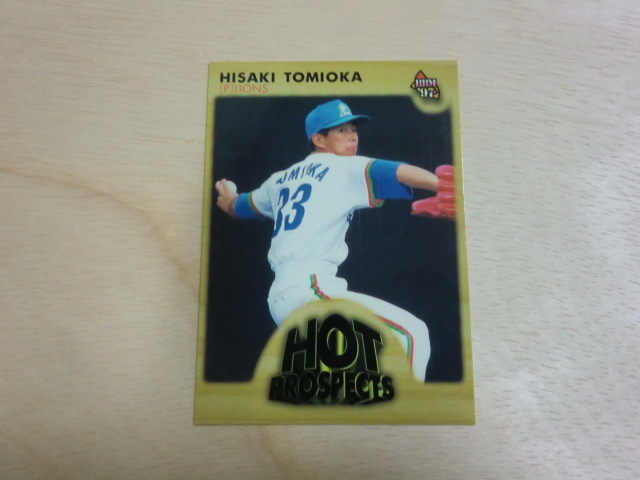 HISAKI TOMIOKA
[P]LIONS
BBM
'97
33
HOT
PROSPECTS